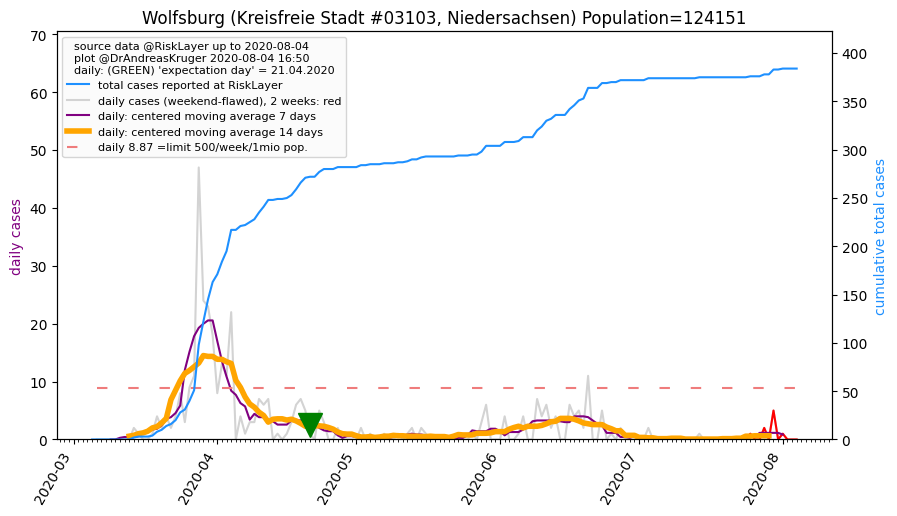 Wolfsburg (Kreisfreie Stadt #03103, Niedersachsen) Population=124151
source data @RiskLayer up to 2020-08-04
plot @DrAndreasKruger 2020-08-04 16:50
daily: (GREEN) 'expectation day' = 21.04.2020
total cases reported at RiskLayer
daily cases (weekend-flawed), 2 weeks: red
daily: centered moving average 7 days
daily: centered moving average 14 days
daily 8.87 =limit 500/week/1mio pop.
daily cases
70
60
50
40
30
20
10
0
cumulative total cases
400
350
300
250
200
150
100
50
0
2020-03
2020-04
2020-05
2020-06
2020-07
2020-08